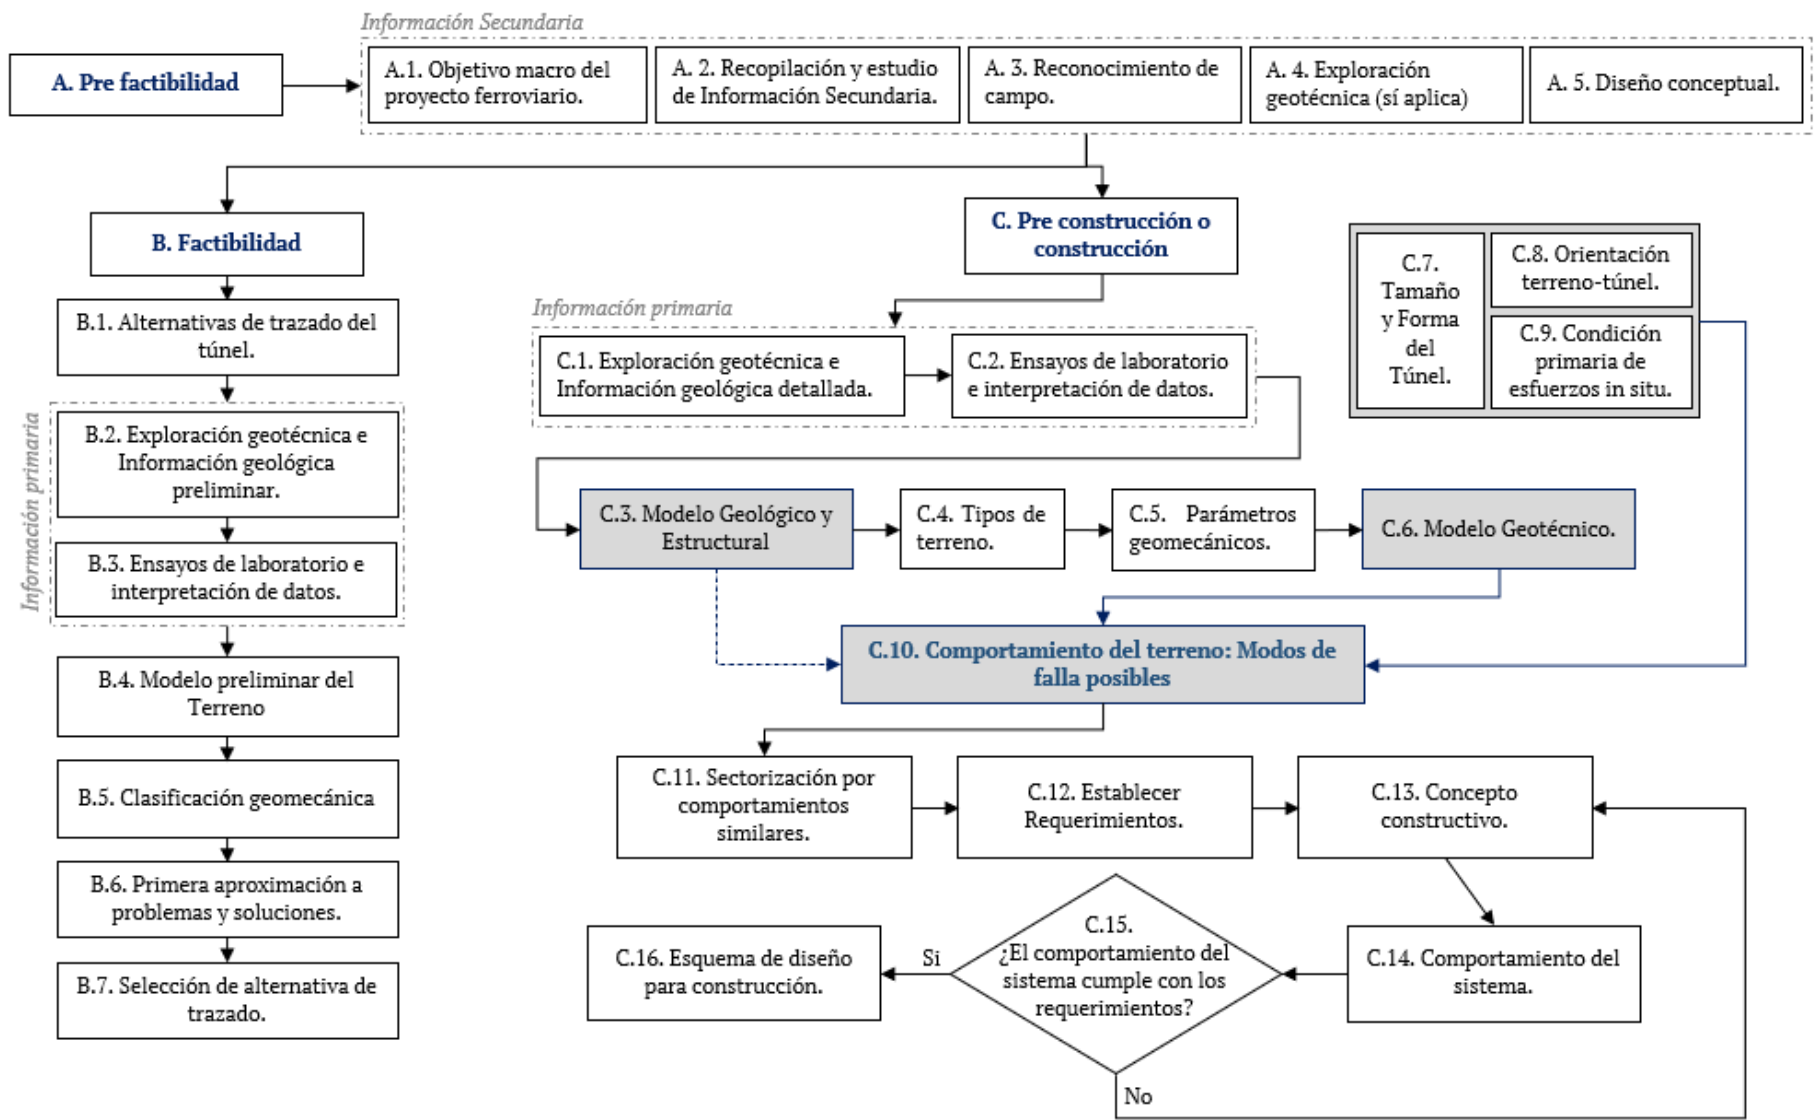 Información Secundaria
A. Pre factibilidad
A.1. Objetivo macro del
proyecto ferroviario.
A. 2. Recopilación y estudio
de Información Secundaria.
A. 3. Reconocimiento de
campo.
A. 4. Exploración
geotécnica (sí aplica)
A. 5. Diseño conceptual.
B. Factibilidad
B.1. Alternativas de trazado del
túnel.
Información primaria
B.2. Exploración geotécnica e
Información geológica
preliminar.
B.3. Ensayos de laboratorio e
interpretación de datos.
B.4. Modelo preliminar del
Terreno
B.5. Clasificación geomecánica
B.6. Primera aproximación a
problemas y soluciones.
B.7. Selección de alternativa de
trazado.
C. Pre construcción o
construcción
Información primaria
C.1. Exploración geotécnica e
Información geológica detallada.
C.2. Ensayos de laboratorio
e interpretación de datos.
C.7.
Tamaño
y Forma
del
Túnel.
C.8. Orientación
terreno-túnel.
C.9. Condición
primaria de
esfuerzos in situ.
C.3. Modelo Geológico y
Estructural
C.4. Tipos de
terreno.
C.5. Parámetros
geomecánicos.
C.6. Modelo Geotécnico.
C.10. Comportamiento del terreno: Modos de
falla posibles
C.11. Sectorización por
comportamientos
similares.
C.12. Establecer
Requerimientos.
C.13. Concepto
constructivo.
C.14. Comportamiento del
sistema.
C.15.
¿El comportamiento del
sistema cumple con los
requerimientos?
Si
C.16. Esquema de diseño
para construcción.
No